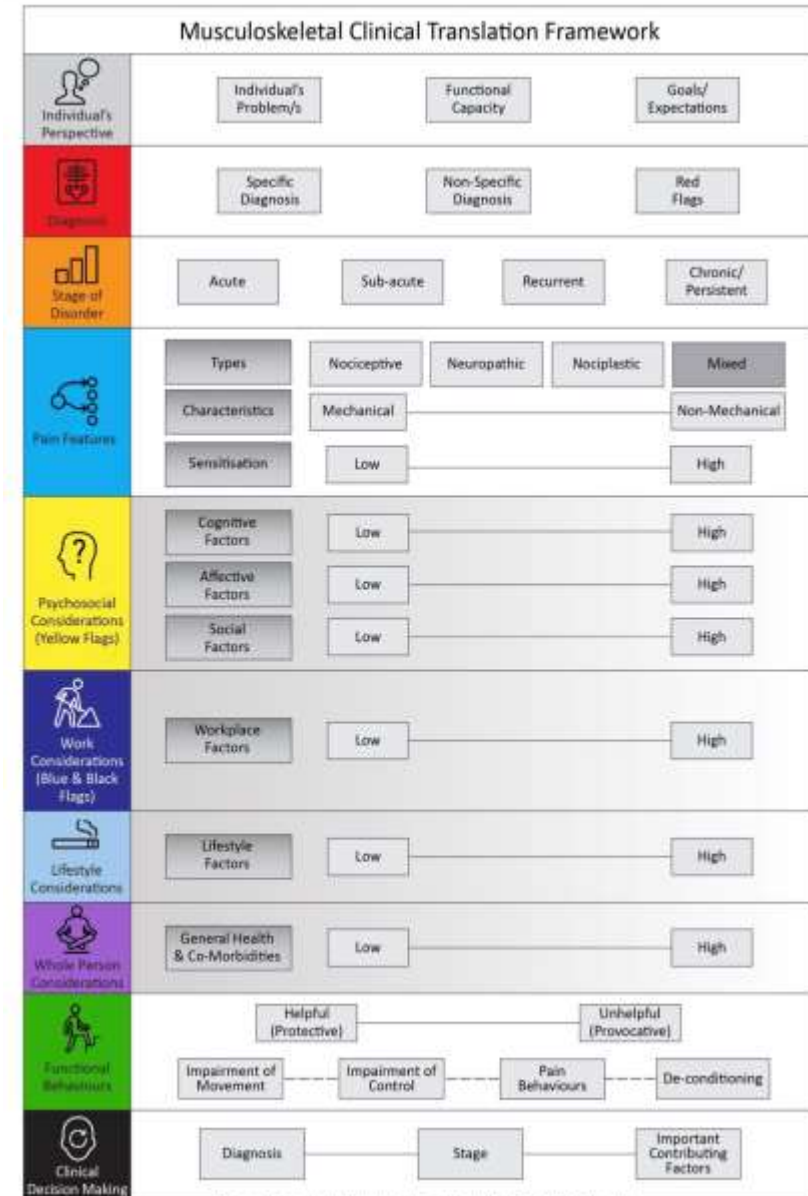 Musculoskeletal Clinical Translation Framework
Individual's
Perspective
Individual's
Problem/s
Functional
Capacity
Goals/
Expectations
Diagnosis
Specific
Diagnosis
Non-Specific
Diagnosis
Red
Flags
Stage of
Disorder
Acute
Sub-acute
Recurrent
Chronic/
Persistent
Pain Features
Types
Nociceptive
Neuropathic
Nociplastic
Mixed
Characteristics
Mechanical
Non-Mechanical
Sensitisation
Low
High
?
Psychosocial
Considerations
(Yellow Flags)
Cognitive
Factors
Low
High
Affective
Factors
Low
High
Social
Factors
Low
High
Work
Considerations
(Blue & Black
Flags)
Workplace
Factors
Low
High
Lifestyle
Considerations
Lifestyle
Factors
Low
High
Whole Person
Considerations
General Health
& Co-Morbidities
Low
High
Functional
Behaviours
Helpful
(Protective)
Unhelpful
(Provocative)
Impairment of
Movement
Impairment of
Control
Pain
Behaviours
De-conditioning
Clinical
Decision Making
Diagnosis
Stage
Important
Contributing
Factors